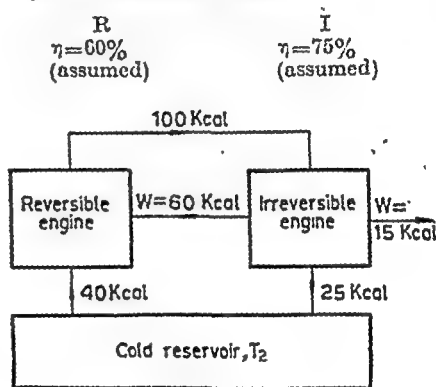 R I
η=60% η=75%
(assumed) (assumed)
100 Kcal
Reversible engine
W=60 Kcal
Irreversible engine
W=
15 Kcal
40 Kcal
25 Kcal
Cold reservoir, T₂